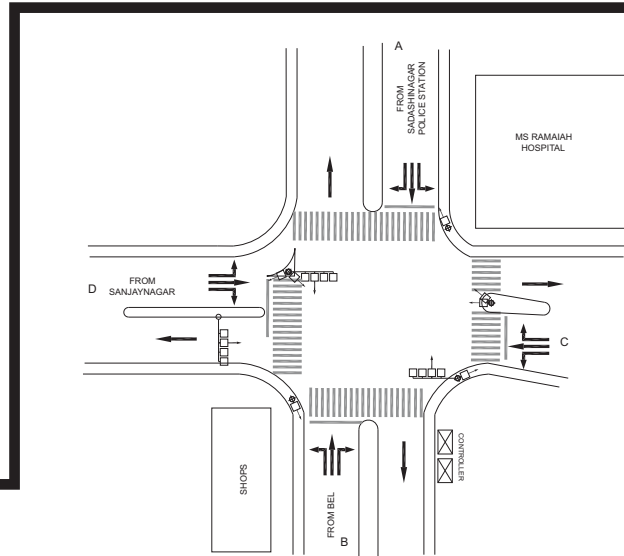 A
FROM
SADASHINAGAR
POLICE STATION
MS RAMAIAH
HOSPITAL
D
FROM
SANJAYNAGAR
C
CONTROLLER
SHOPS
FROM BEL
B